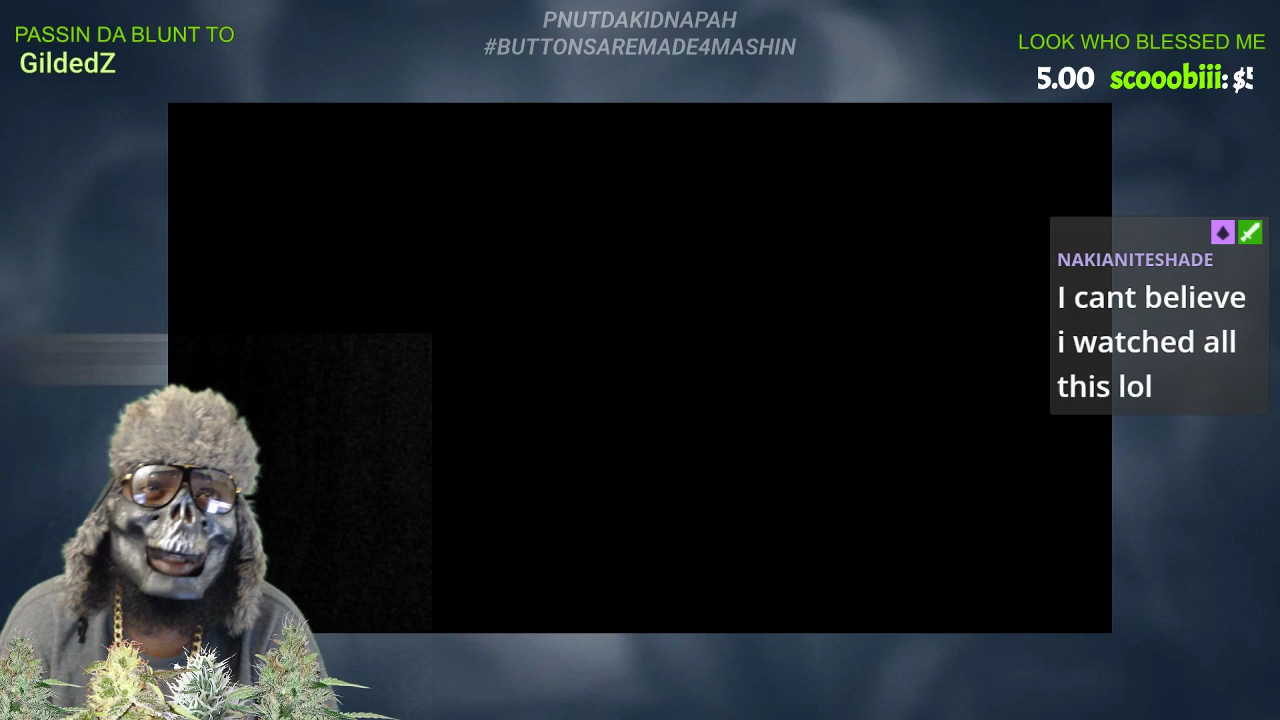 PASSIN DA BLUNT TO
GildedZ
PNUTDAKIDNAPAH
#BUTTONSAREMADE4MASHIN
LOOK WHO BLESSED ME
5.00 scooobiii: $
NAKIANITESHADE
I cant believe
i watched all
this lol